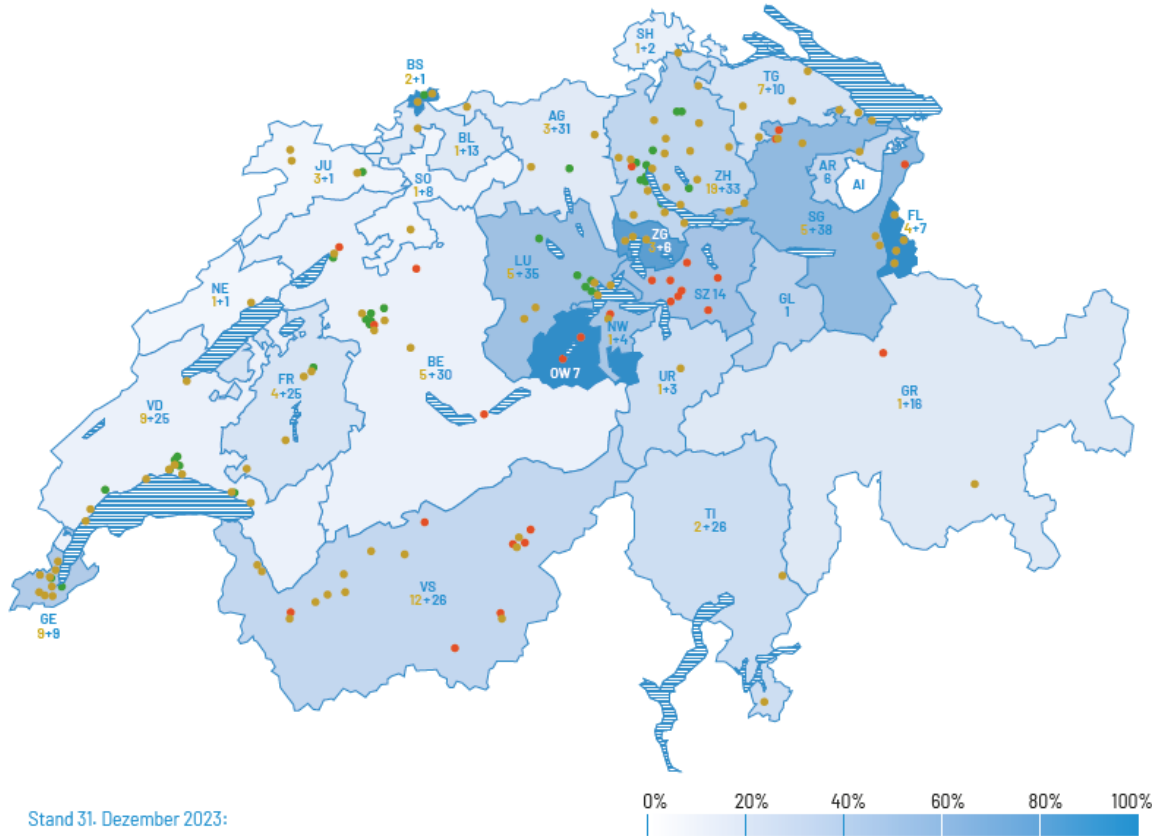 SH
1+2
BS
2+1
TG
7+10
AG
3+31
BL
1+13
JU
3+1
SO
1+8
ZH
19+33
AR
6
AI
SG
6+38
FL
4+7
ZG
3+6
LU
5+35
NE
1+1
SZ 14
GL
1
NW
1+4
BE
5+30
OW 7
FR
4+25
UR
1+3
GR
1+16
VD
9+25
TI
2+26
VS
12+26
GE
9+9
0% 20% 40% 60% 80% 100%
Stand 31. Dezember 2023: